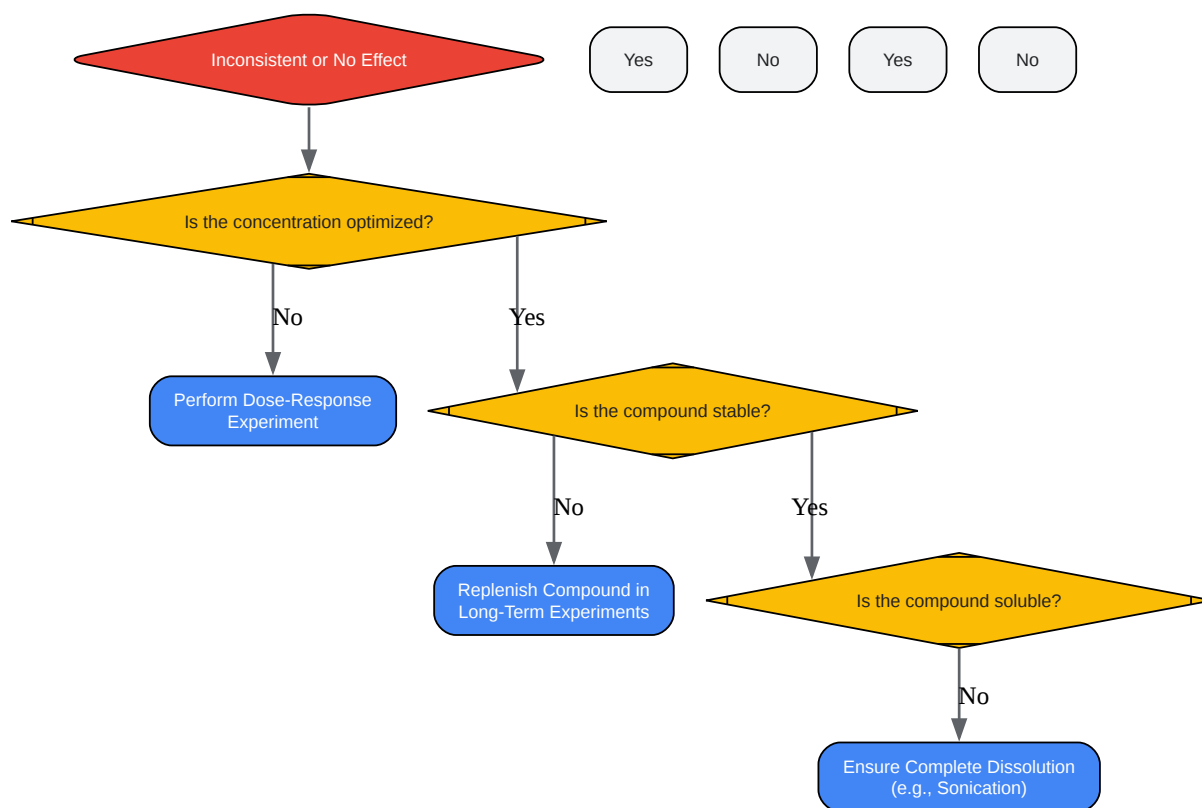 Inconsistent or No Effect
Yes
No
Yes
No
Is the concentration optimized?
No
Yes
Perform Dose-Response
Experiment
Is the compound stable?
No
Yes
Replenish Compound in
Long-Term Experiments
Is the compound soluble?
No
Ensure Complete Dissolution
(e.g., Sonication)